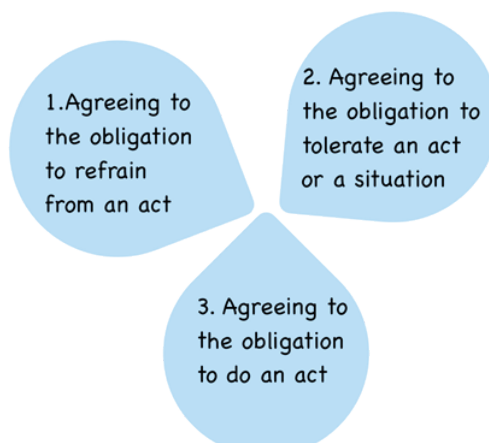 1.Agreeing to
the obligation
to refrain
from an act
2. Agreeing to
the obligation to
tolerate an act
or a situation
3. Agreeing to
the obligation
to do an act